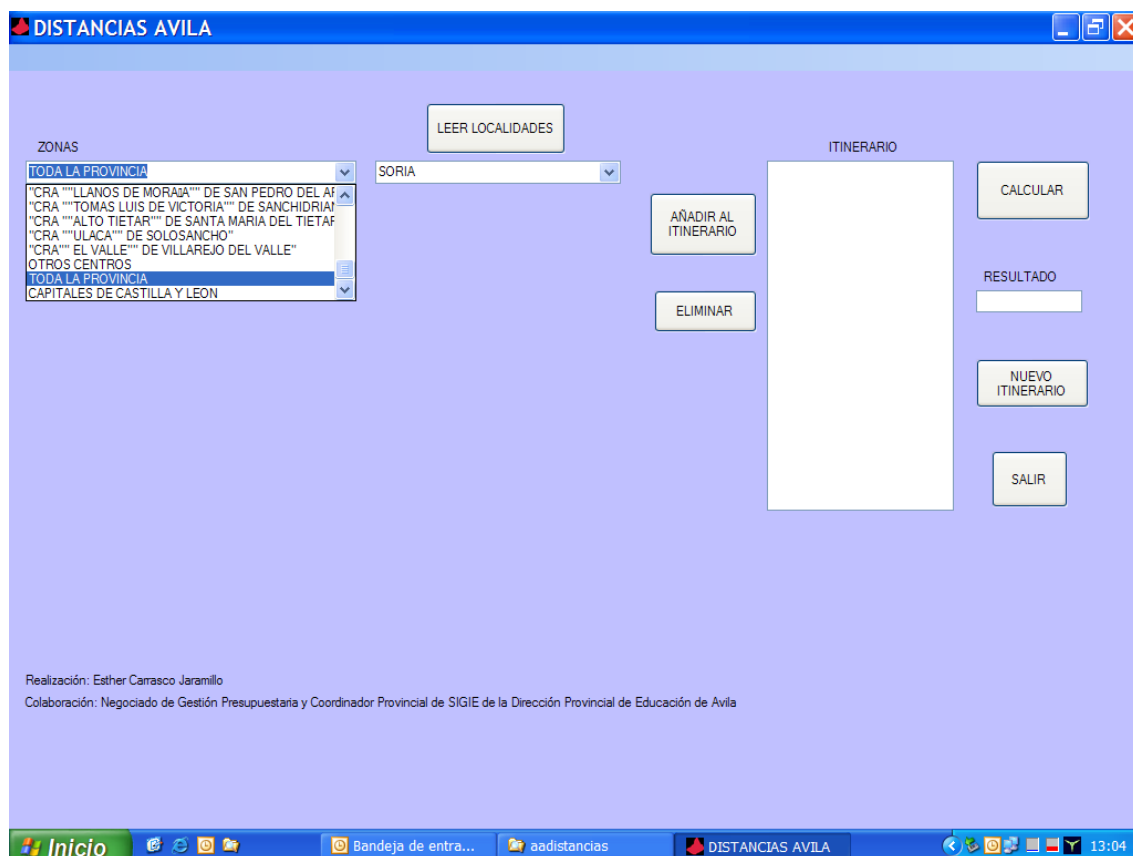 DISTANCIAS AVILA
LEER LOCALIDADES
ZONAS
ITINERARIO
TODA LA PROVINCIA
SORIA
CALCULAR
"CRA ""LLANOS DE MORAÑA"" DE SAN PEDRO DEL AR
"CRA ""TOMAS LUIS DE VICTORIA"" DE SANCHIDRIAN
"CRA ""ALTO TIETAR"" DE SANTA MARIA DEL TIETAR
"CRA ""ULACA"" DE SOLOSANCHO"
"CRA"" EL VALLE"" DE VILLAREJO DEL VALLE"
OTROS CENTROS
TODA LA PROVINCIA
CAPITALES DE CASTILLA Y LEON
AÑADIR AL
ITINERARIO
RESULTADO
ELIMINAR
NUEVO
ITINERARIO
SALIR
Realización: Esther Carrasco Jaramillo
Colaboración: Negociado de Gestión Presupuestaria y Coordinador Provincial de SIGIE de la Dirección Provincial de Educación de Avila
Inicio
Bandeja de entra...
aadistancias
DISTANCIAS AVILA
13:04